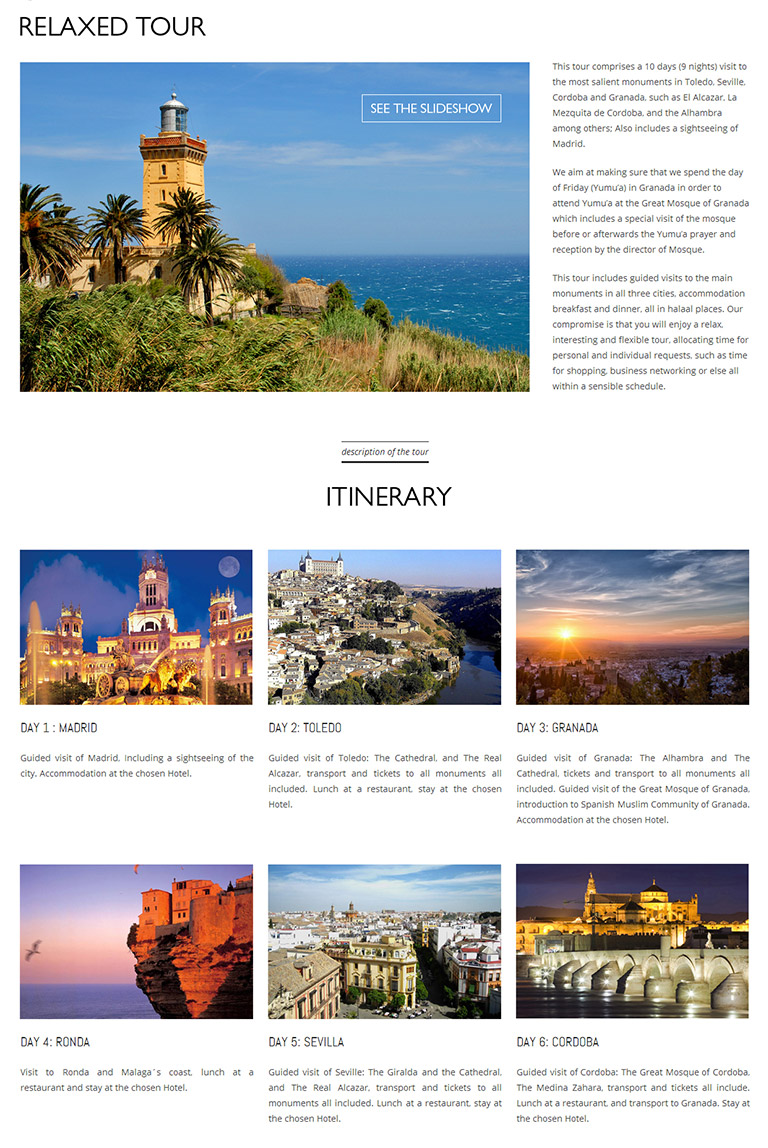 RELAXED TOUR
SEE THE SLIDESHOW
This tour comprises a 10 days (9 nights) visit to
the most salient monuments in Toledo, Seville,
Cordoba and Granada, such as El Alcazar, La
Mezquita de Cordoba, and the Alhambra
among others; Also includes a sightseeing of
Madrid.
We aim at making sure that we spend the day
of Friday (Yumu'a) in Granada in order to
attend Yumu'a at the Great Mosque of Granada
which includes a special visit of the mosque
before or afterwards the Yumu'a prayer and
reception by the director of Mosque.
This tour includes guided visits to the main
monuments in all three cities, accommodation
breakfast and dinner, all in halaal places. Our
compromise is that you will enjoy a relax,
interesting and flexible tour, allocating time for
personal and individual requests, such as time
for shopping, business networking or else all
within a sensible schedule.
description of the tour
ITINERARY
DAY 1 : MADRID
Guided visit of Madrid, Including a sightseeing of the
city, Accommodation at the chosen Hotel.
DAY 2: TOLEDO
Guided visit of Toledo: The Cathedral, and The Real
Alcazar, transport and tickets to all monuments all
included. Lunch at a restaurant, stay at the chosen
Hotel.
DAY 3: GRANADA
Guided visit of Granada: The Alhambra and The
Cathedral, tickets and transport to all monuments all
included. Guided visit of the Great Mosque of Granada,
introduction to Spanish Muslim Community of Granada.
Accommodation at the chosen Hotel.
DAY 4: RONDA
Visit to Ronda and Malaga´s coast, lunch at a
restaurant and stay at the chosen Hotel.
DAY 5: SEVILLA
Guided visit of Seville: The Giralda and the Cathedral,
and The Real Alcazar, transport and tickets to all
monuments all included. Lunch at a restaurant, stay at
the chosen Hotel.
DAY 6: CORDOBA
Guided visit of Cordoba: The Great Mosque of Cordoba,
The Medina Zahara, transport and tickets all include.
Lunch at a restaurant, and transport to Granada. Stay at
the chosen Hotel.